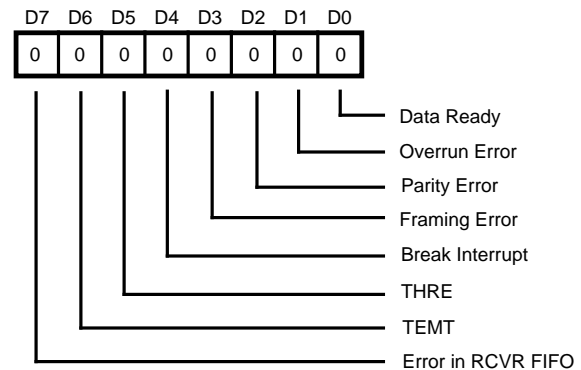 D7 D6 D5 D4 D3 D2 D1 D0
0 0 0 0 0 0 0 0
Data Ready
Overrun Error
Parity Error
Framing Error
Break Interrupt
THRE
TEMT
Error in RCVR FIFO